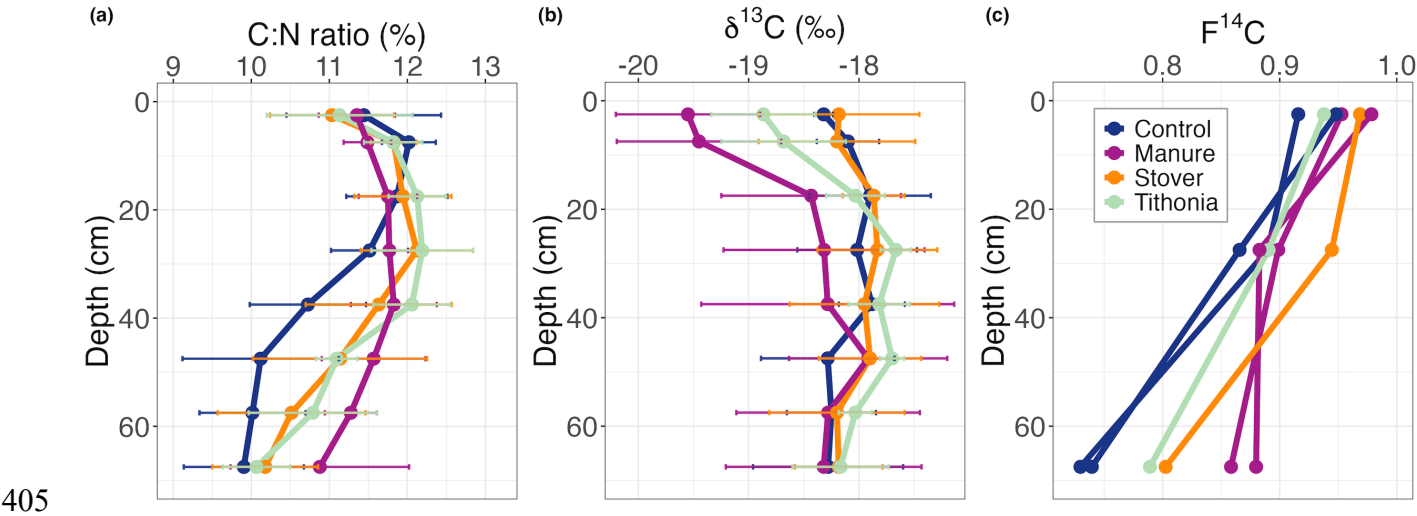 (a)
C:N ratio (%)
9 10 11 12 13
Depth (cm)
0
20
40
60
(b)
δ¹³C (‰)
-20 -19 -18
Depth (cm)
0
20
40
60
(c)
F¹⁴C
0.8 0.9 1.0
Depth (cm)
0
20
40
60
Control
Manure
Stover
Tithonia
405